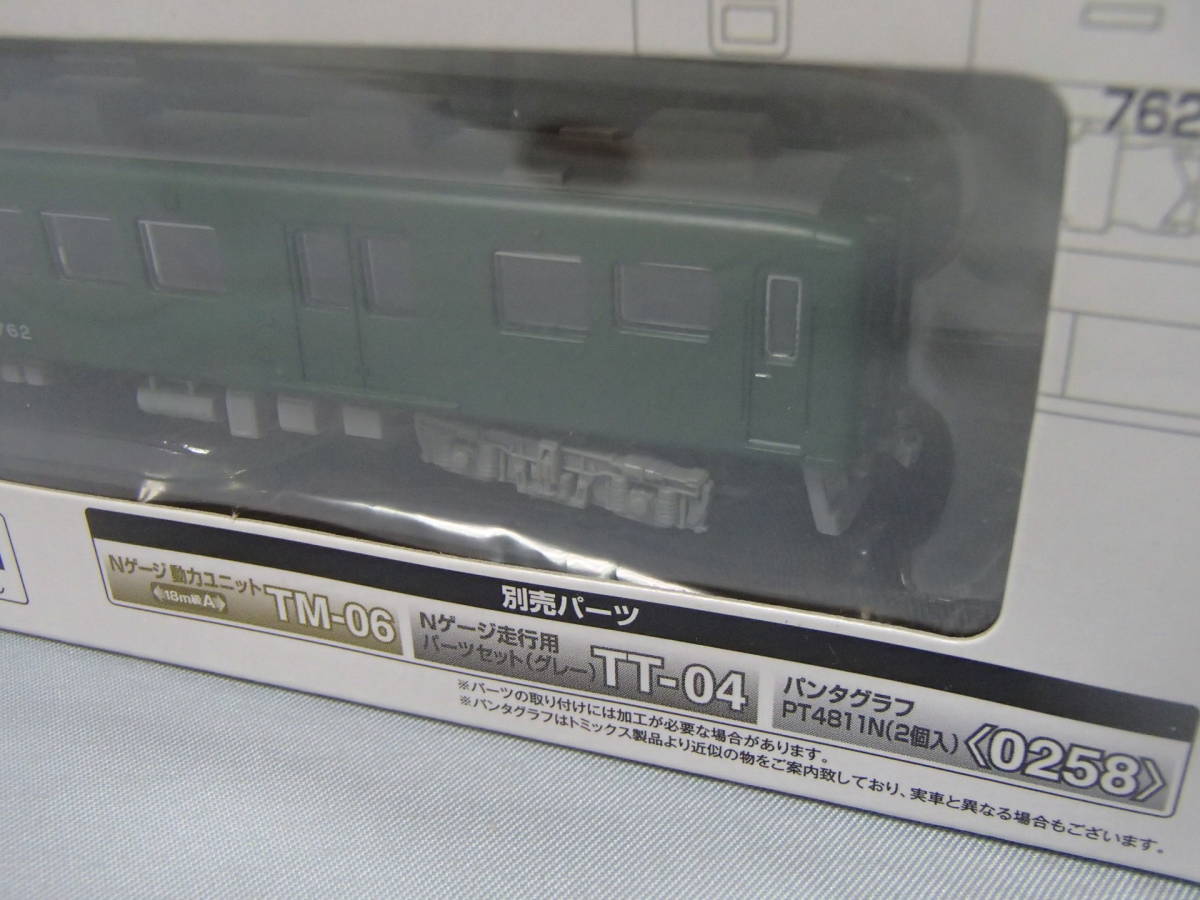 762
762
別売パーツ
Nゲージ 動力ユニット
《18m級A》
TM-06
Nゲージ走行用
パーツセット(グレー)
TT-04
パンタグラフ
PT4811N(2個入)
《0258》
※パーツの取り付けには加工が必要な場合があります。
※パンタグラフはトミックス製品より近似の物をご案内致しており、実車と異なる場合もございます。